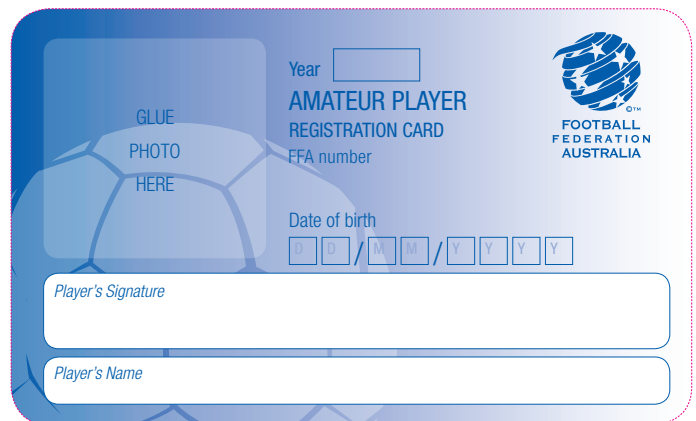 GLUE
PHOTO
HERE
Year
AMATEUR PLAYER
REGISTRATION CARD
FFA number
Date of birth
D D / M M / Y Y Y Y
©TM
FOOTBALL
FEDERATION
AUSTRALIA
Player's Signature
Player's Name